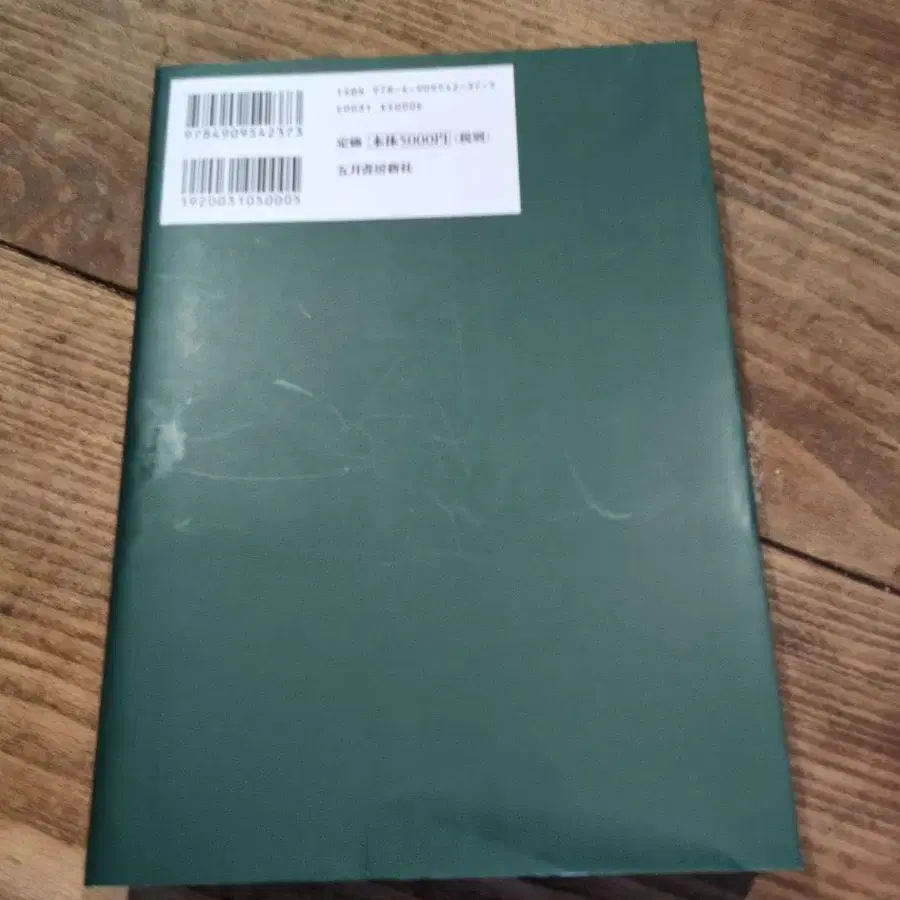 9784909542373
1920031050005
ISBN 978-4-909542-37-3
C0031 ¥5000E
定価 本体5000円(税別)
五月書房新社